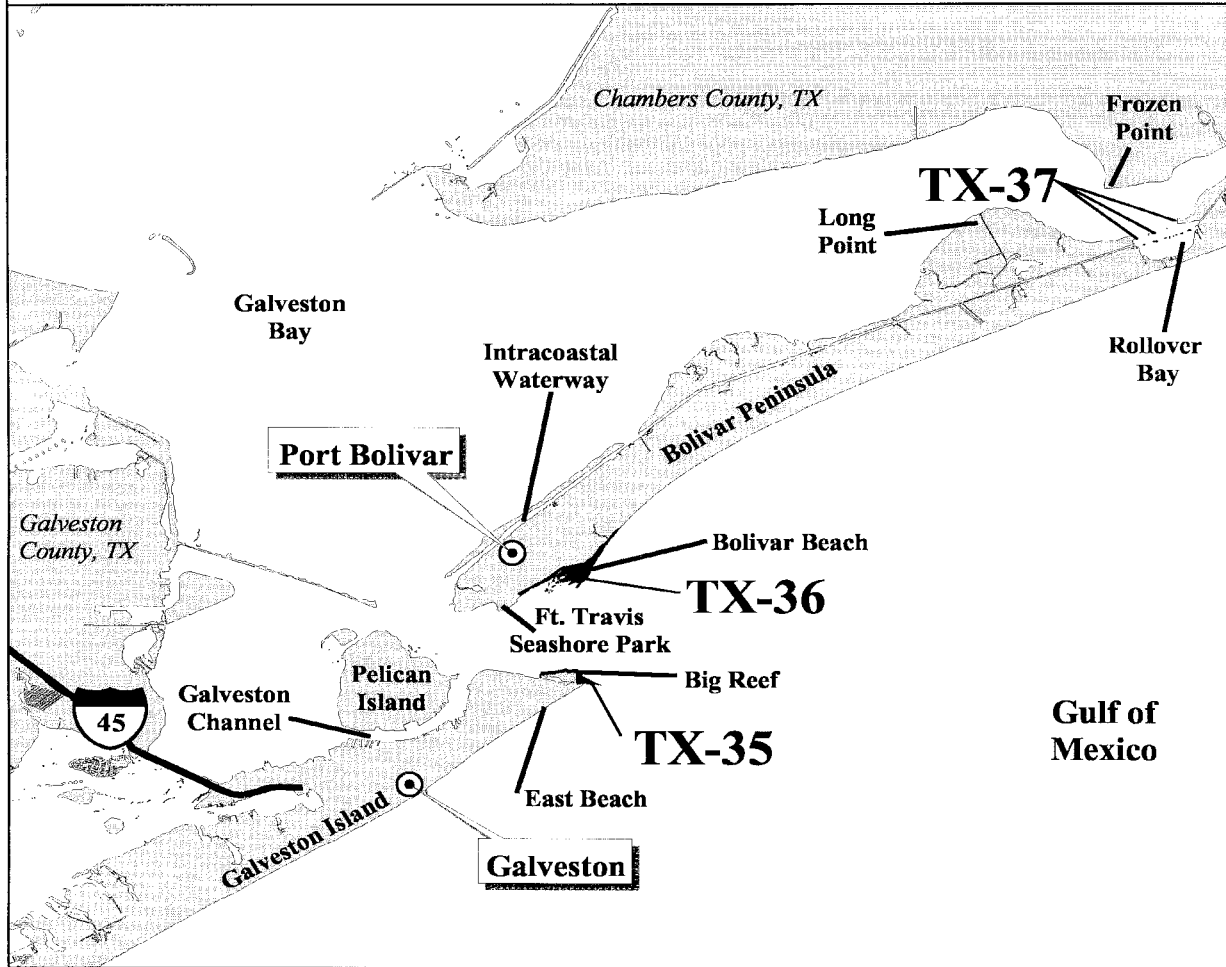 Chambers County, TX
Frozen
Point
TX-37
Long
Point
Galveston
Bay
Rollover
Bay
Intracoastal
Waterway
Bolivar Peninsula
Port Bolivar
Galveston
County, TX
Bolivar Beach
TX-36
Ft. Travis
Seashore Park
Pelican
Island
Big Reef
Galveston
Channel
45
Gulf of
Mexico
TX-35
East Beach
Galveston Island
Galveston